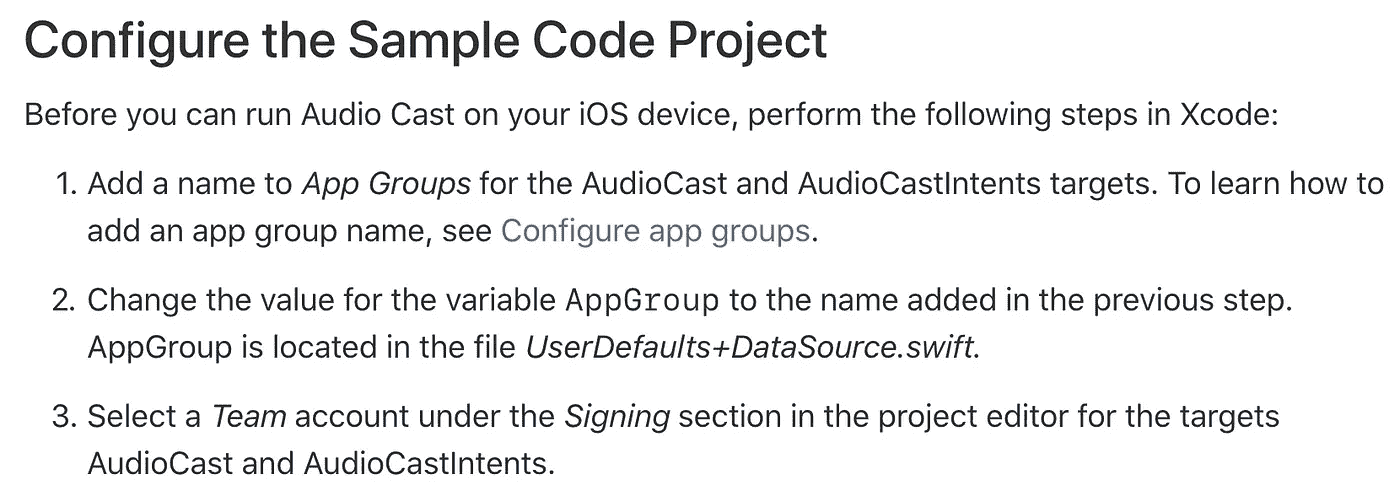 Configure the Sample Code Project
Before you can run Audio Cast on your iOS device, perform the following steps in Xcode:
1. Add a name to App Groups for the AudioCast and AudioCastIntents targets. To learn how to
add an app group name, see Configure app groups.
2. Change the value for the variable AppGroup to the name added in the previous step.
AppGroup is located in the file UserDefaults+DataSource.swift.
3. Select a Team account under the Signing section in the project editor for the targets
AudioCast and AudioCastIntents.